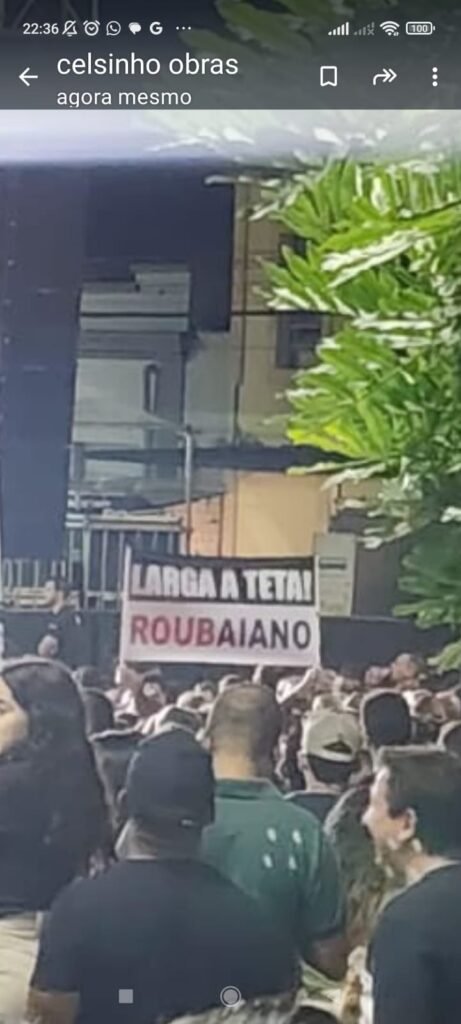 22:36
100
celsinho obras
agora mesmo
LARGA A TETA!
ROUBAIANO